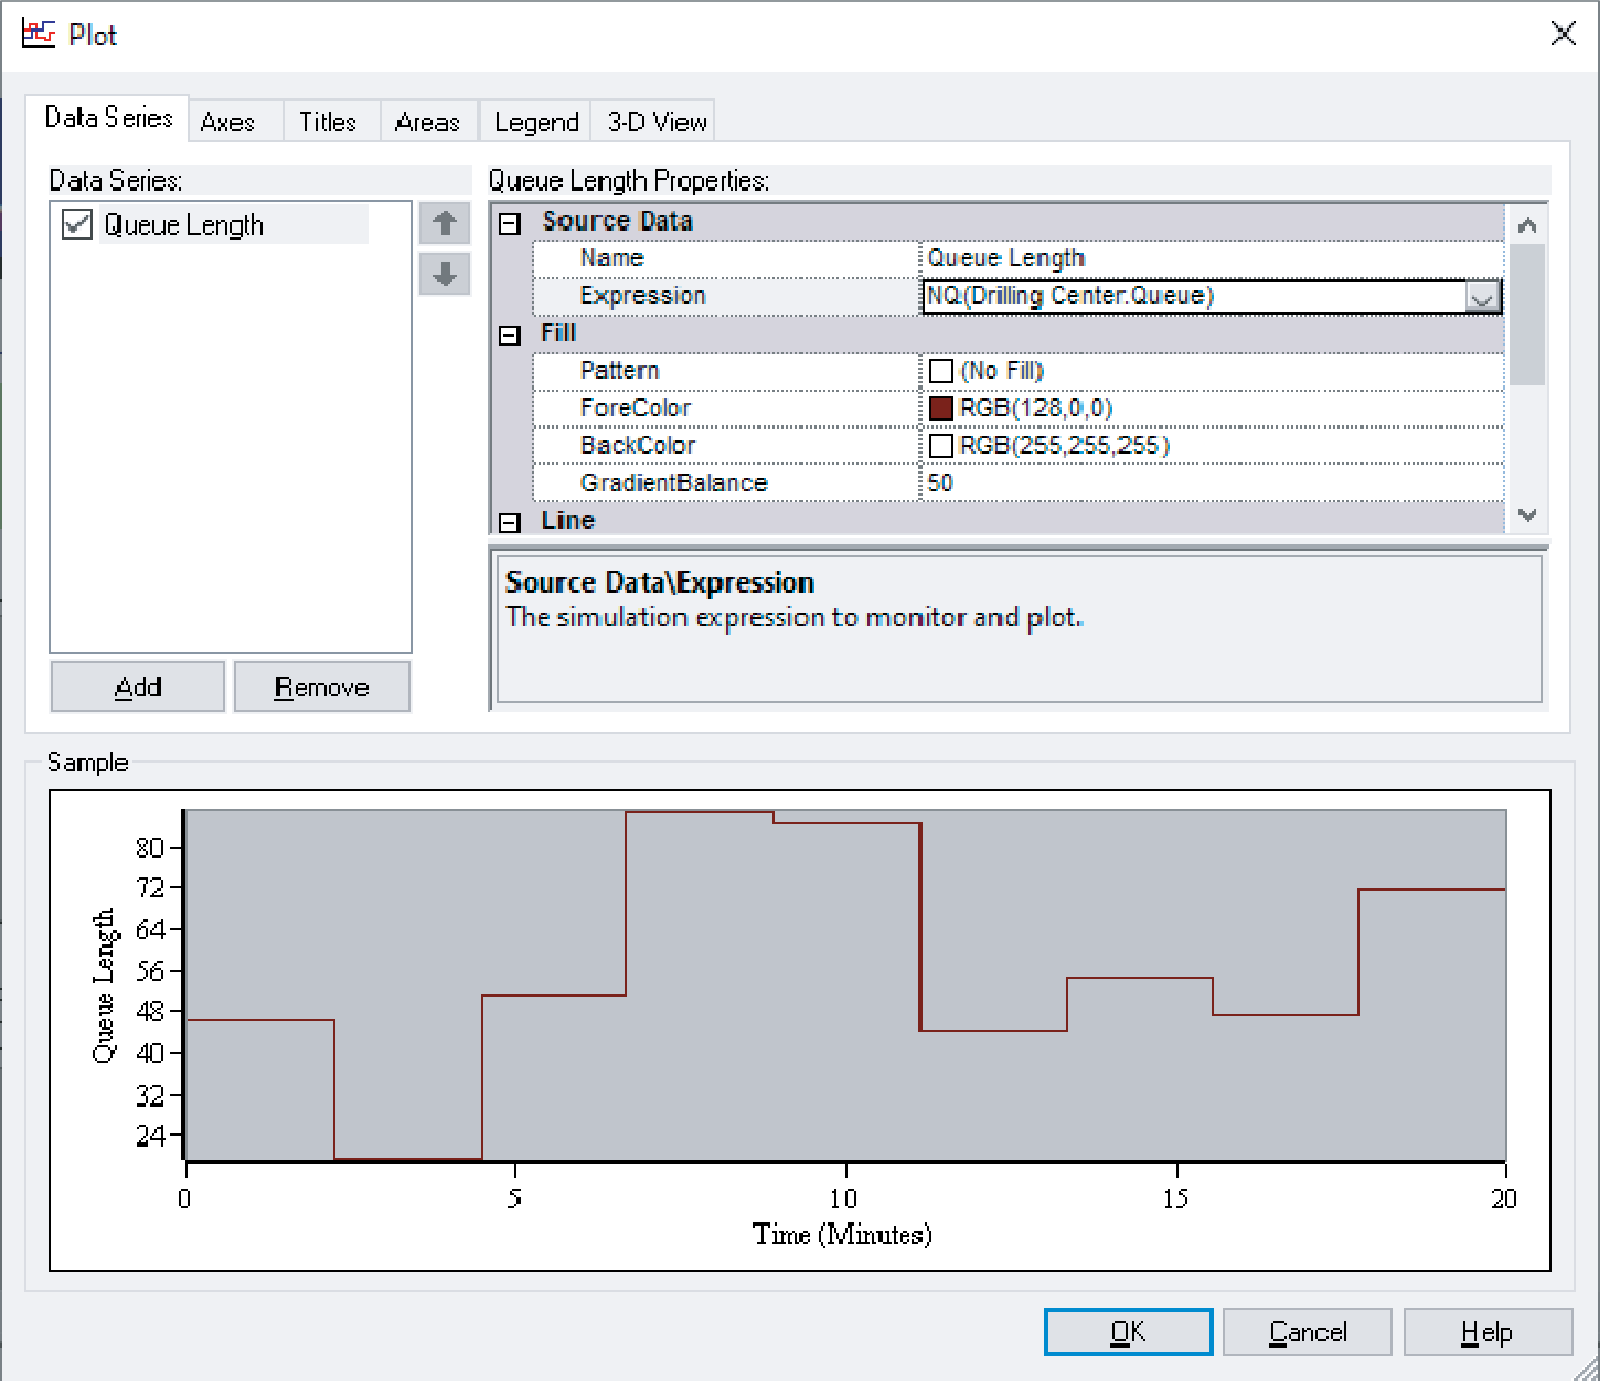 Plot
Data Series Axes Titles Areas Legend 3-D View
Data Series:
Queue Length
Add Remove
Queue Length Properties:
Source Data
Name Queue Length
Expression NQ(Drilling Center.Queue)
Fill
Pattern (No Fill)
ForeColor RGB(128,0,0)
BackColor RGB(255,255,255)
GradientBalance 50
Line
Source Data\Expression
The simulation expression to monitor and plot.
Sample
Queue Length
80
72
64
56
48
40
32
24
0 5 10 15 20
Time (Minutes)
OK Cancel Help